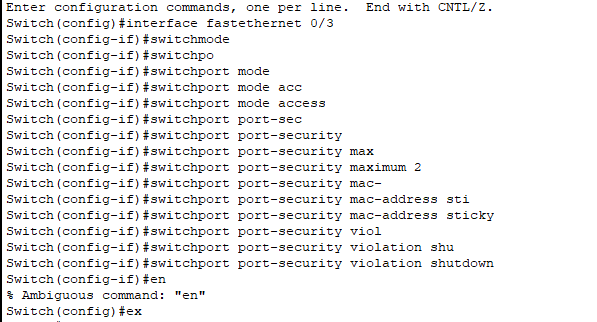 Enter configuration commands, one per line.  End with CNTL/Z.
Switch(config)#interface fastethernet 0/3
Switch(config-if)#switchmode
Switch(config-if)#switchpo
Switch(config-if)#switchport mode
Switch(config-if)#switchport mode acc
Switch(config-if)#switchport mode access
Switch(config-if)#switchport port-sec
Switch(config-if)#switchport port-security
Switch(config-if)#switchport port-security max
Switch(config-if)#switchport port-security maximum 2
Switch(config-if)#switchport port-security mac-
Switch(config-if)#switchport port-security mac-address sti
Switch(config-if)#switchport port-security mac-address sticky
Switch(config-if)#switchport port-security viol
Switch(config-if)#switchport port-security violation shu
Switch(config-if)#switchport port-security violation shutdown
Switch(config-if)#en
% Ambiguous command: "en"
Switch(config)#ex